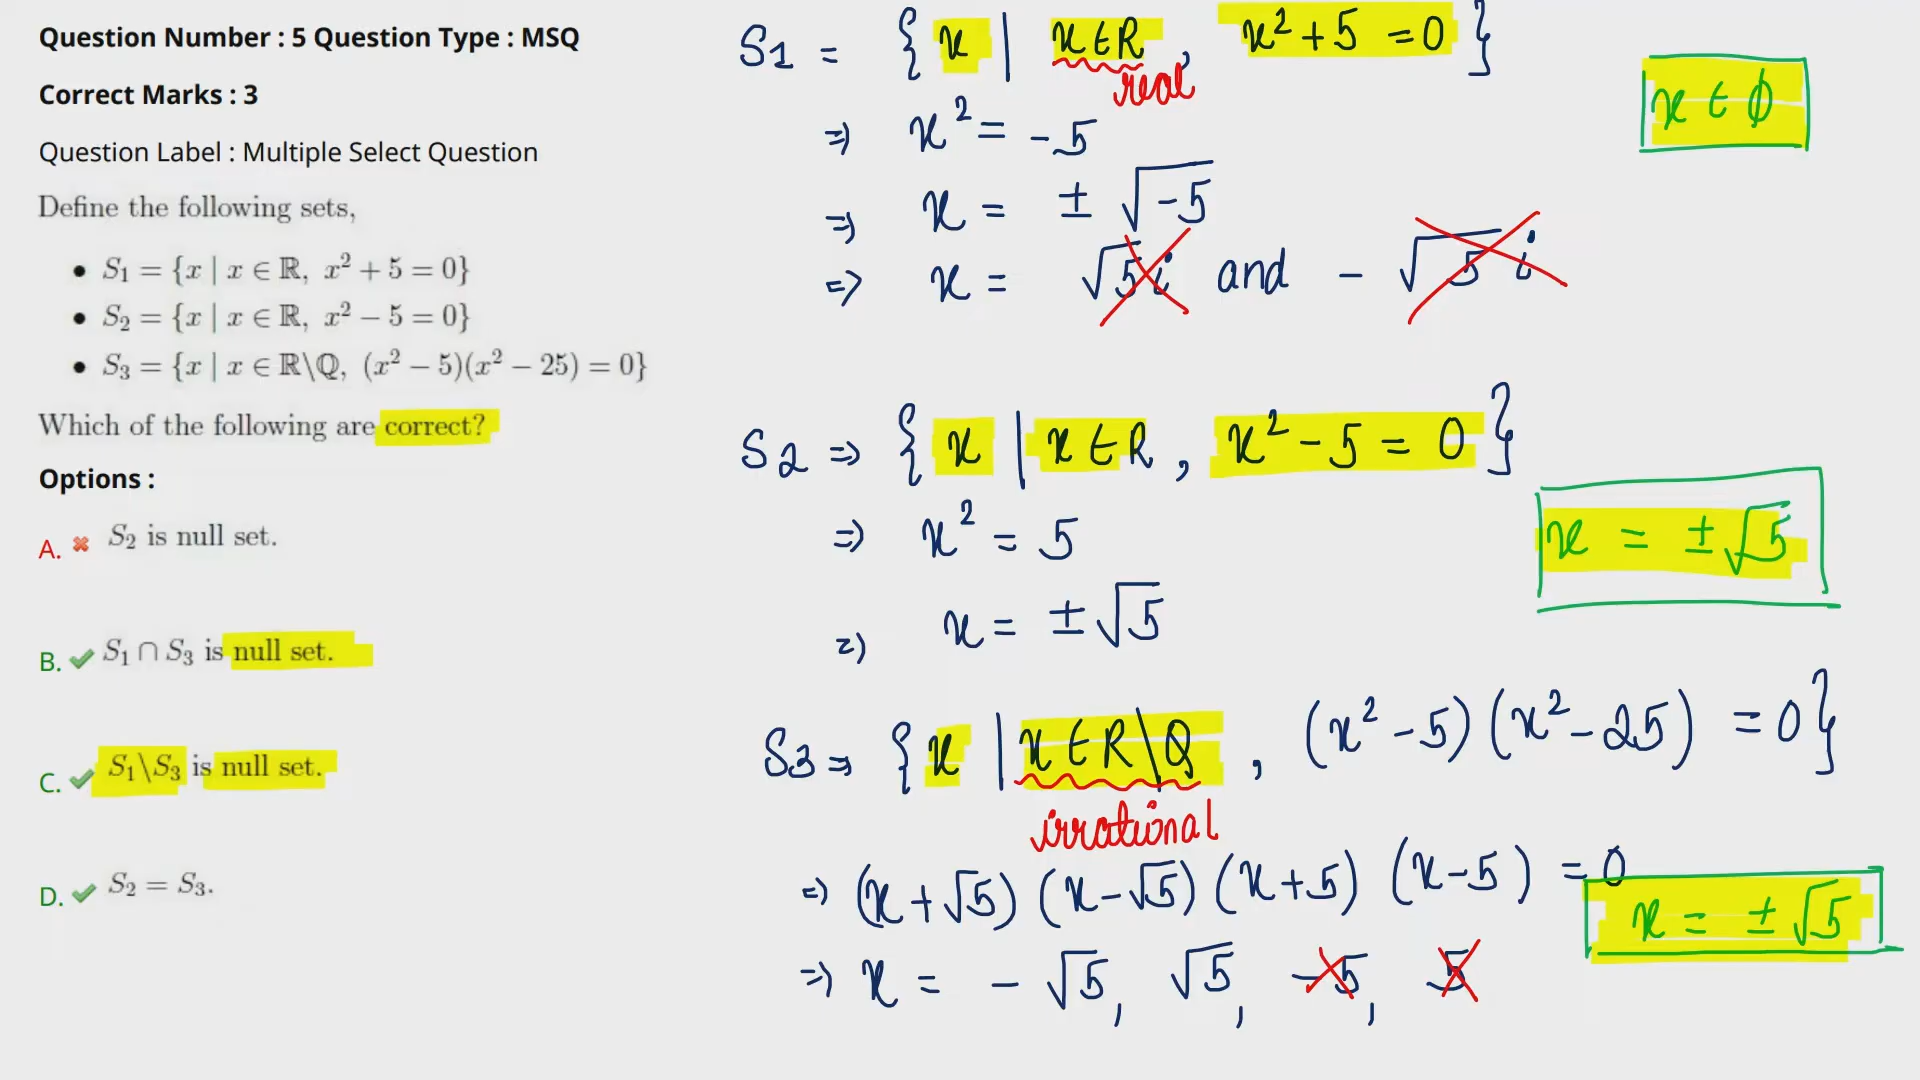 Question Number : 5 Question Type : MSQ
Correct Marks : 3
Question Label : Multiple Select Question
Define the following sets,
• S₁ = {x | x ∈ ℝ, x² + 5 = 0}
• S₂ = {x | x ∈ ℝ, x² − 5 = 0}
• S₃ = {x | x ∈ ℝ\ℚ, (x² − 5)(x² − 25) = 0}
Which of the following are correct?
Options :
A. ✖ S₂ is null set.
B. ✔ S₁ ∩ S₃ is null set.
C. ✔ S₁\S₃ is null set.
D. ✔ S₂ = S₃.
S1 = {x | x∈R, x²+5 = 0}
real
x ∈ ϕ
⇒ x² = -5
⇒ x = ± √-5
⇒ x = √5 i and - √5 i
S2 ⇒ {x | x∈R, x²-5 = 0}
⇒ x² = 5
x = ±√5
⇒ x = ±√5
S3 ⇒ {x | x∈R\Q, (x²-5)(x²-25) = 0}
irrational
⇒ (x+√5)(x-√5)(x+5)(x-5) = 0
x = ±√5
⇒ x = -√5, √5, -5, 5